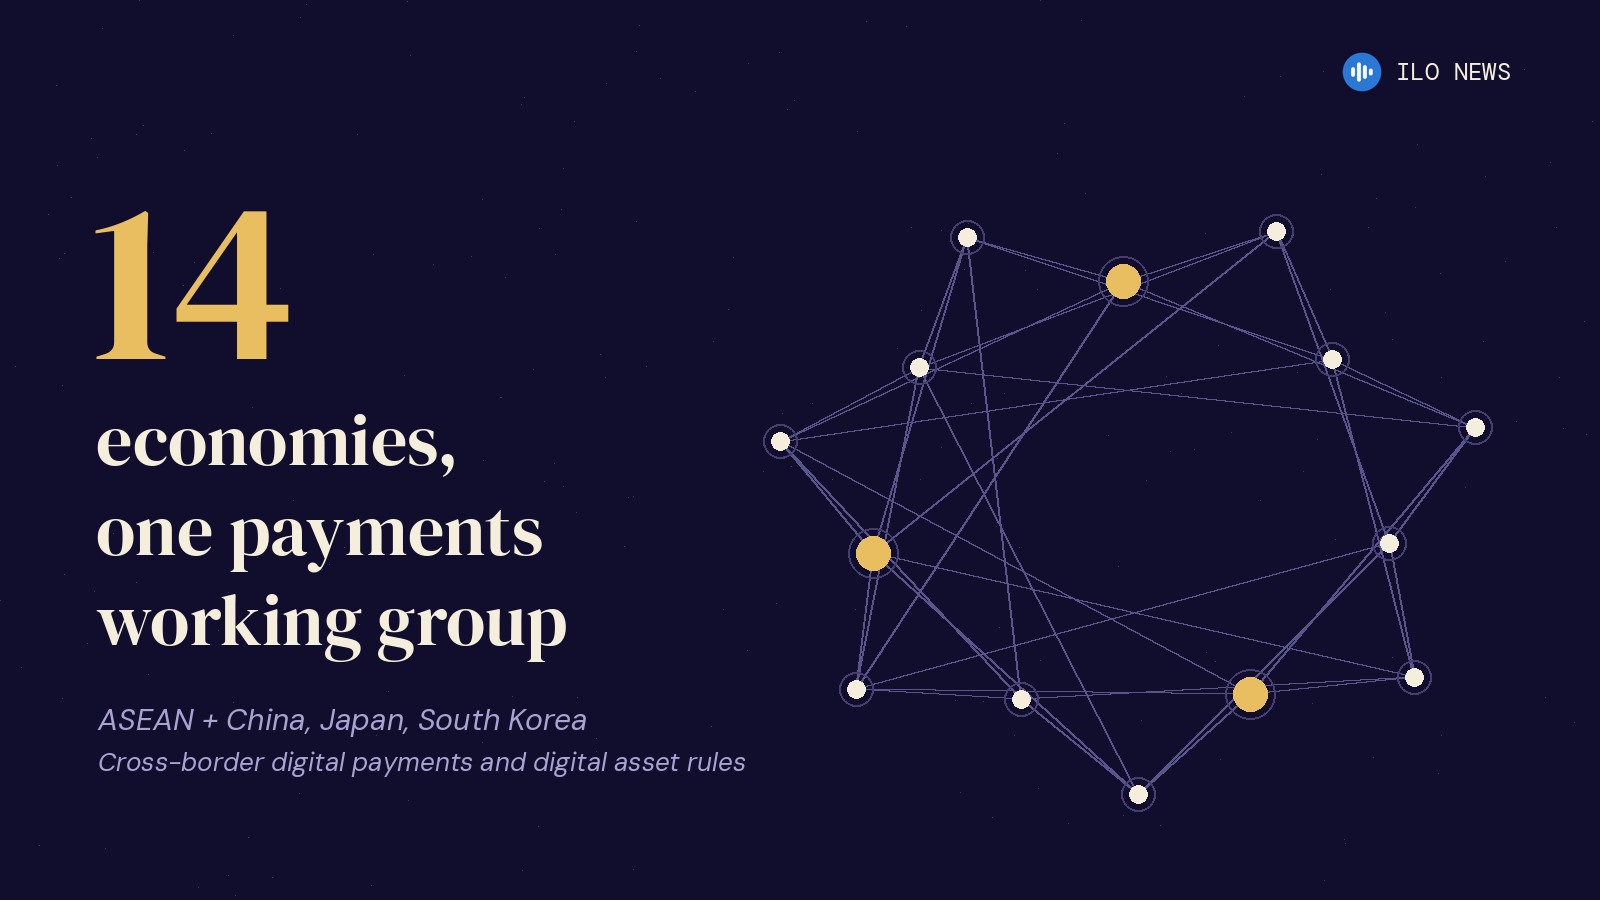 ILO NEWS
14
economies,
one payments
working group
ASEAN + China, Japan, South Korea
Cross-border digital payments and digital asset rules